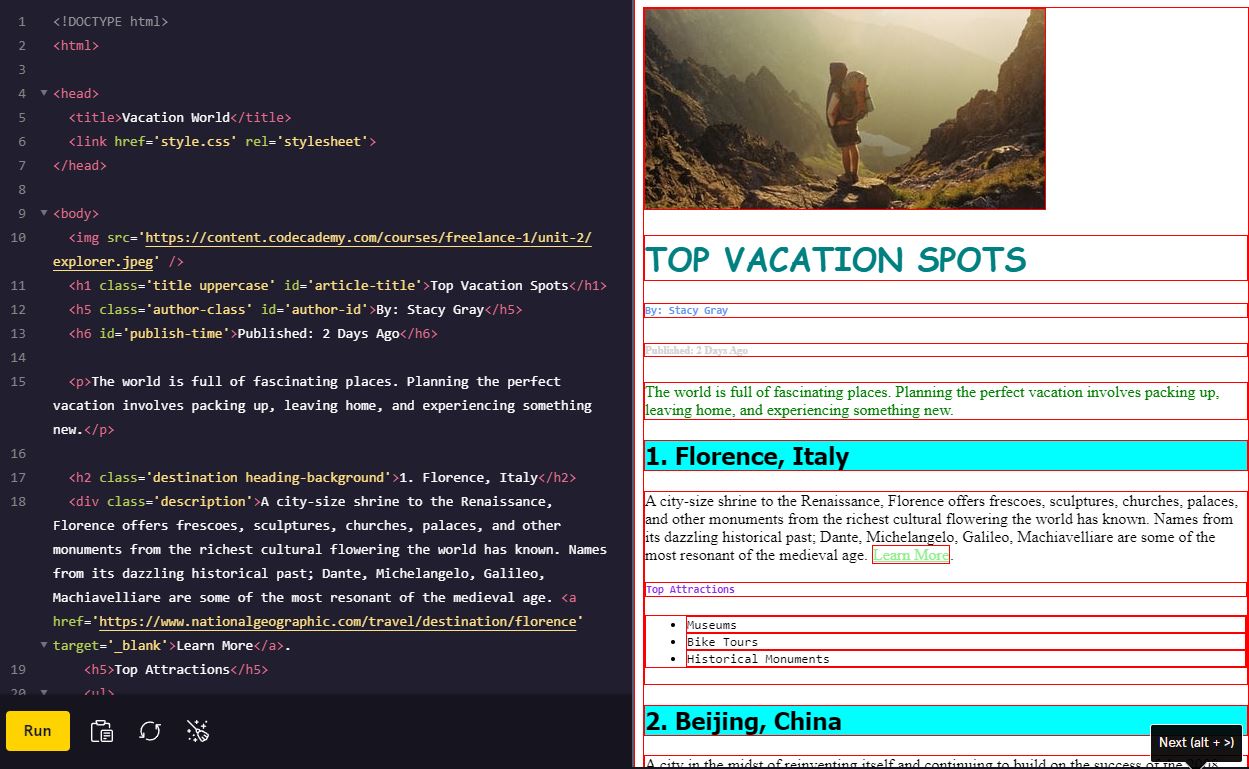 1 <!DOCTYPE html>
2 <html>
3
4 <head>
5 <title>Vacation World</title>
6 <link href='style.css' rel='stylesheet'>
7 </head>
8
9 <body>
10 <img src='https://content.codecademy.com/courses/freelance-1/unit-2/
explorer.jpeg' />
11 <h1 class='title uppercase' id='article-title'>Top Vacation Spots</h1>
12 <h5 class='author-class' id='author-id'>By: Stacy Gray</h5>
13 <h6 id='publish-time'>Published: 2 Days Ago</h6>
14
15 <p>The world is full of fascinating places. Planning the perfect
vacation involves packing up, leaving home, and experiencing something
new.</p>
16
17 <h2 class='destination heading-background'>1. Florence, Italy</h2>
18 <div class='description'>A city-size shrine to the Renaissance,
Florence offers frescoes, sculptures, churches, palaces, and other
monuments from the richest cultural flowering the world has known. Names
from its dazzling historical past; Dante, Michelangelo, Galileo,
Machiavelliare are some of the most resonant of the medieval age. <a
href='https://www.nationalgeographic.com/travel/destination/florence'
target='_blank'>Learn More</a>.
19 <h5>Top Attractions</h5>
20 <ul>
Run
TOP VACATION SPOTS
By: Stacy Gray
Published: 2 Days Ago
The world is full of fascinating places. Planning the perfect vacation involves packing up,
leaving home, and experiencing something new.
1. Florence, Italy
A city-size shrine to the Renaissance, Florence offers frescoes, sculptures, churches, palaces,
and other monuments from the richest cultural flowering the world has known. Names from
its dazzling historical past; Dante, Michelangelo, Galileo, Machiavelliare are some of the
most resonant of the medieval age. Learn More.
Top Attractions
Museums
Bike Tours
Historical Monuments
2. Beijing, China
A city in the midst of reinventing itself and continuing to build on the success of the 2008
Next (alt + >)